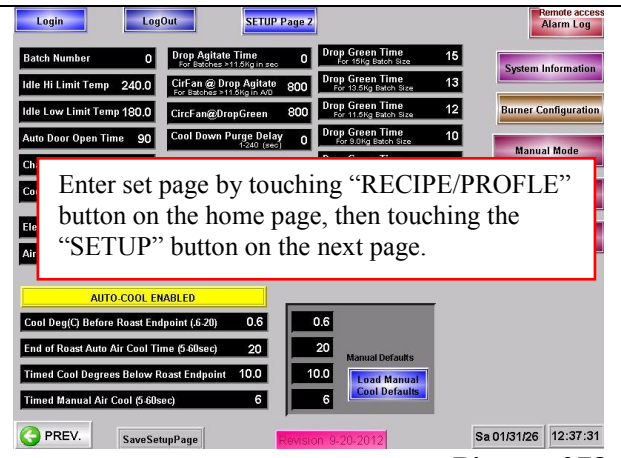 Login LogOut SETUP Page 2 Remote access
Alarm Log
Batch Number 0
Drop Agitate Time 0
For Batches >11.5Kg in sec
Drop Green Time 15
For 15Kg Batch Size
System Information
Idle Hi Limit Temp 240.0
CirFan @ Drop Agitate 800
For Batches >11.5Kg in A/D
Drop Green Time 13
For 13.5Kg Batch Size
Idle Low Limit Temp 180.0
CircFan@DropGreen 800
Drop Green Time 12
For 11.5Kg Batch Size
Burner Configuration
Auto Door Open Time 90
Cool Down Purge Delay 0
1-240 (sec)
Drop Green Time 10
For 9.0Kg Batch Size
Manual Mode
Enter set page by touching “RECIPE/PROFLE”
button on the home page, then touching the
“SETUP” button on the next page.
AUTO-COOL ENABLED
Cool Deg(C) Before Roast Endpoint (.6-20) 0.6 0.6
End of Roast Auto Air Cool Time (5-60sec) 20 20
Manual Defaults
Timed Cool Degrees Below Roast Endpoint 10.0 10.0
Load Manual
Cool Defaults
Timed Manual Air Cool (5-60sec) 6 6
PREV. SaveSetupPage Revision 9-20-2012 Sa 01/31/26 12:37:31